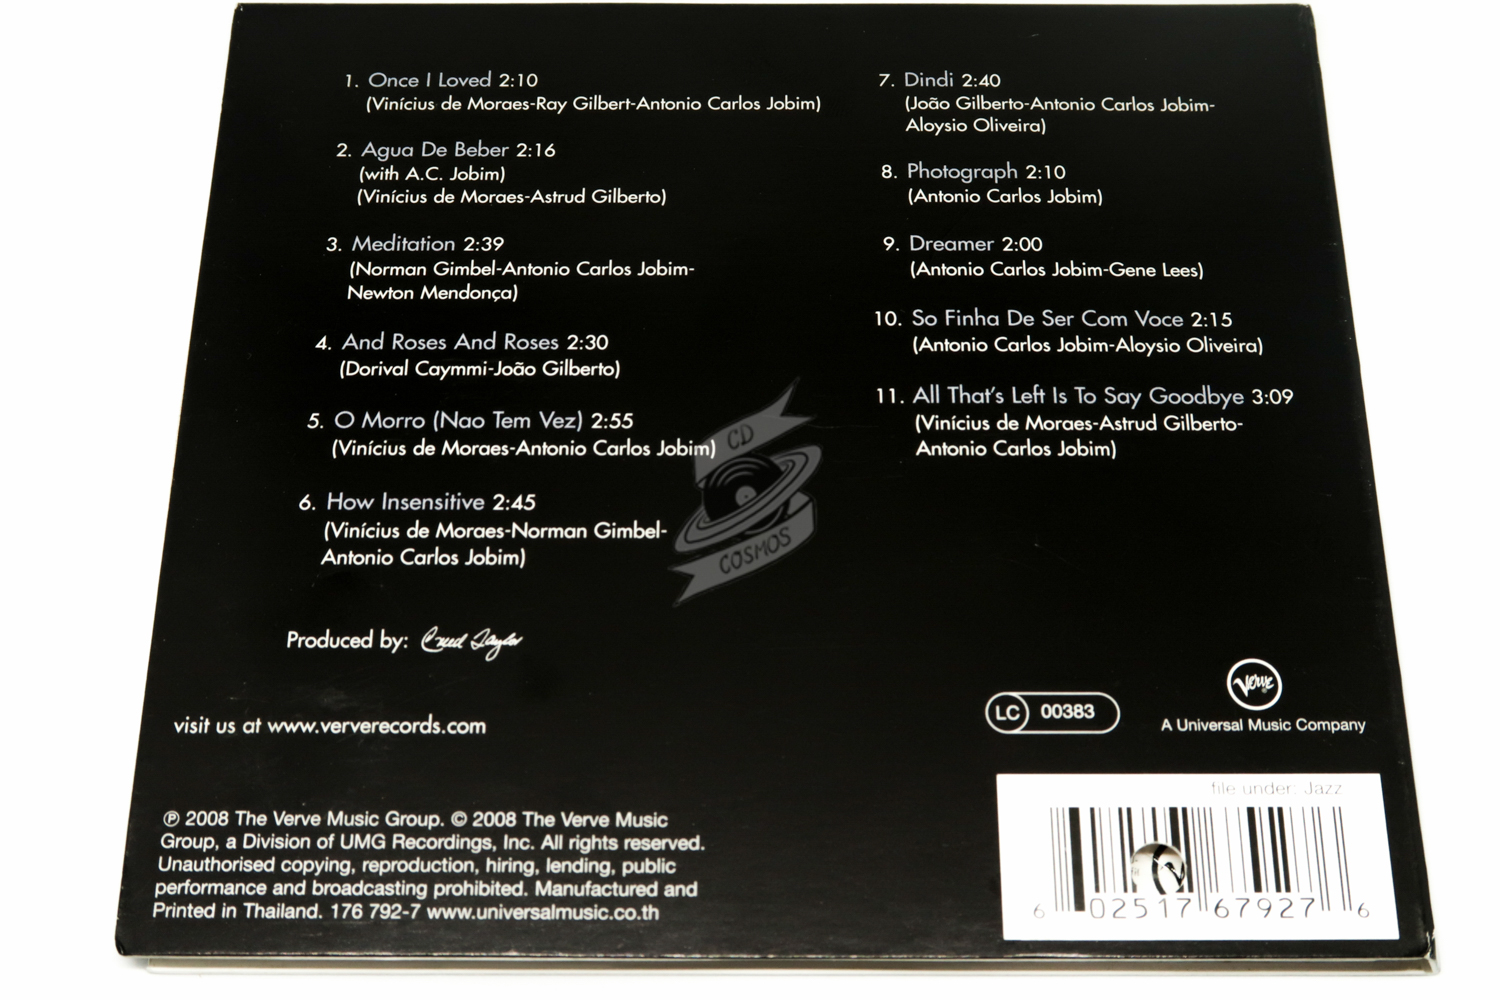 1. Once I Loved 2:10
(Vinícius de Moraes-Ray Gilbert-Antonio Carlos Jobim)
2. Agua De Beber 2:16
(with A.C. Jobim)
(Vinícius de Moraes-Astrud Gilberto)
3. Meditation 2:39
(Norman Gimbel-Antonio Carlos Jobim-
Newton Mendonça)
4. And Roses And Roses 2:30
(Dorival Caymmi-João Gilberto)
5. O Morro (Nao Tem Vez) 2:55
(Vinícius de Moraes-Antonio Carlos Jobim)
6. How Insensitive 2:45
(Vinícius de Moraes-Norman Gimbel-
Antonio Carlos Jobim)
7. Dindi 2:40
(João Gilberto-Antonio Carlos Jobim-
Aloysio Oliveira)
8. Photograph 2:10
(Antonio Carlos Jobim)
9. Dreamer 2:00
(Antonio Carlos Jobim-Gene Lees)
10. So Finha De Ser Com Voce 2:15
(Antonio Carlos Jobim-Aloysio Oliveira)
11. All That's Left Is To Say Goodbye 3:09
(Vinícius de Moraes-Astrud Gilberto-
Antonio Carlos Jobim)
CD
COSMOS
Produced by: Creed Taylor
visit us at www.ververecords.com
LC 00383
Verve
A Universal Music Company
℗ 2008 The Verve Music Group. © 2008 The Verve Music
Group, a Division of UMG Recordings, Inc. All rights reserved.
Unauthorised copying, reproduction, hiring, lending, public
performance and broadcasting prohibited. Manufactured and
Printed in Thailand. 176 792-7 www.universalmusic.co.th
file under: Jazz
6 02517 67927 6